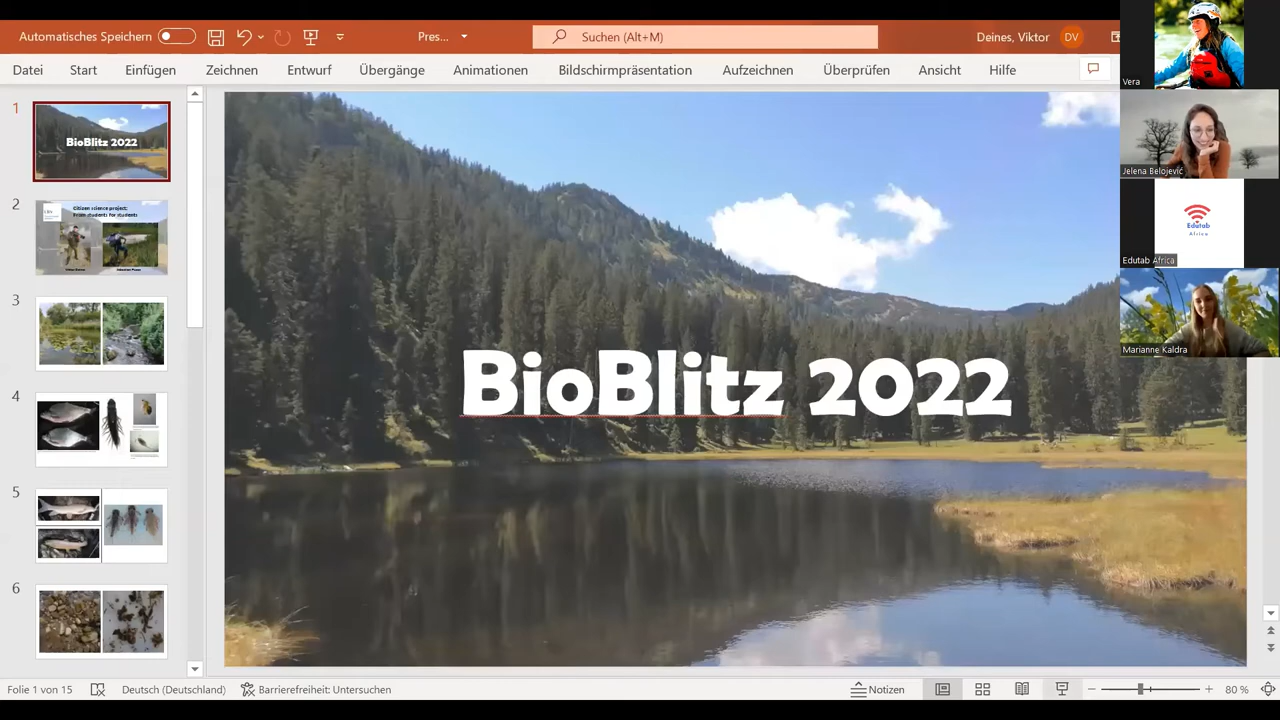 Automatisches Speichern
Pres...
Suchen (Alt+M)
Deines, Viktor
DV
Datei
Start
Einfügen
Zeichnen
Entwurf
Übergänge
Animationen
Bildschirmpräsentation
Aufzeichnen
Überprüfen
Ansicht
Hilfe
1
BioBlitz 2022
2
Citizen science project:
From students for students
3
4
5
6
BioBlitz 2022
Vera
Jelena Belojević
Edutab
Africa
Edutab Africa
Marianne Kaldra
Folie 1 von 15
Deutsch (Deutschland)
Barrierefreiheit: Untersuchen
Notizen
80 %